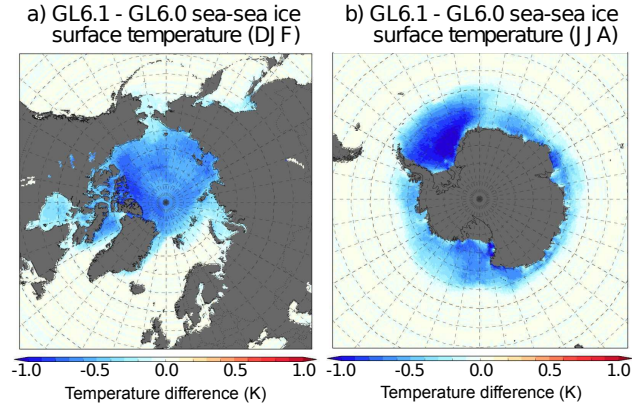 a) GL6.1 - GL6.0 sea-sea ice
surface temperature (DJF)
b) GL6.1 - GL6.0 sea-sea ice
surface temperature (JJA)
-1.0 -0.5 0.0 0.5 1.0
Temperature difference (K)
-1.0 -0.5 0.0 0.5 1.0
Temperature difference (K)